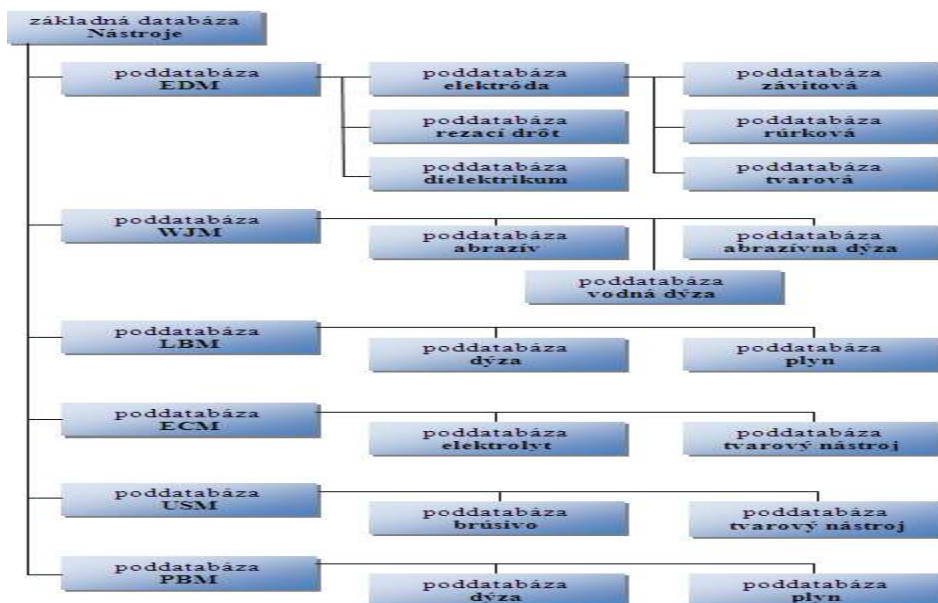 základná databáza
Nástroje
poddatabáza
EDM
poddatabáza
elektróda
poddatabáza
závitová
poddatabáza
rezací drôt
poddatabáza
rúrková
poddatabáza
dielektrikum
poddatabáza
tvarová
poddatabáza
WJM
poddatabáza
abrazív
poddatabáza
abrazívna dýza
poddatabáza
vodná dýza
poddatabáza
LBM
poddatabáza
dýza
poddatabáza
plyn
poddatabáza
ECM
poddatabáza
elektrolyt
poddatabáza
tvarový nástroj
poddatabáza
USM
poddatabáza
brúsivo
poddatabáza
tvarový nástroj
poddatabáza
PBM
poddatabáza
dýza
poddatabáza
plyn